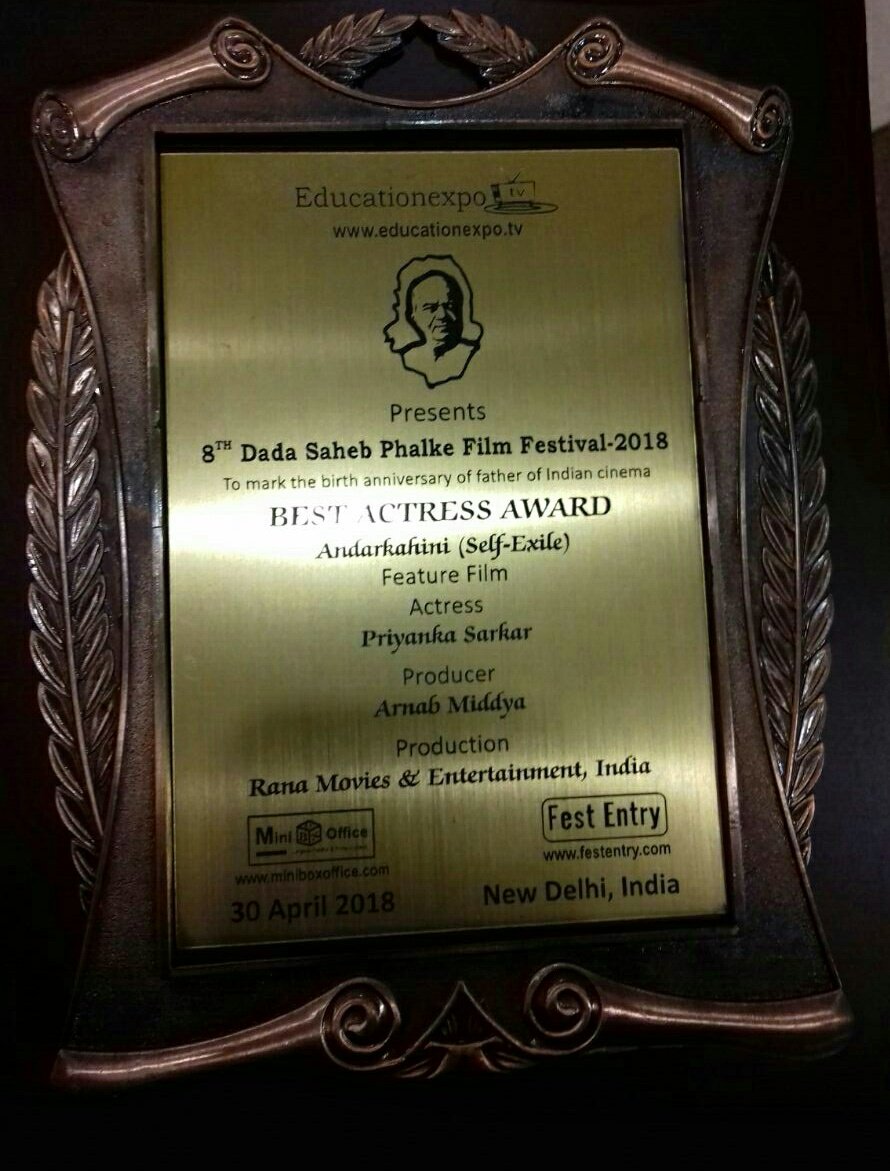 Educationexpo tv
www.educationexpo.tv
Presents
8TH Dada Saheb Phalke Film Festival-2018
To mark the birth anniversary of father of Indian cinema
BEST ACTRESS AWARD
Andarkahini (Self-Exile)
Feature Film
Actress
Priyanka Sarkar
Producer
Arnab Middya
Production
Rana Movies & Entertainment, India
Mini Office
www.miniboxoffice.com
30 April 2018
Fest Entry
www.festentry.com
New Delhi, India